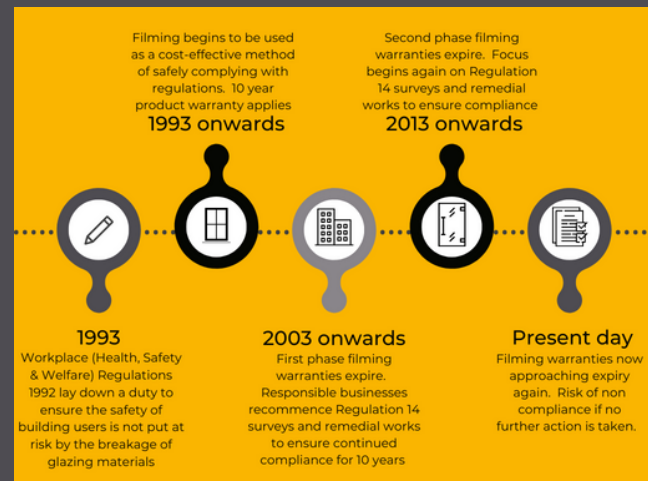 Filming begins to be used
as a cost-effective method
of safely complying with
regulations. 10 year
product warranty applies
1993 onwards
Second phase filming
warranties expire. Focus
begins again on Regulation
14 surveys and remedial
works to ensure compliance
2013 onwards
1993
Workplace (Health, Safety
& Welfare) Regulations
1992 lay down a duty to
ensure the safety of
building users is not put at
risk by the breakage of
glazing materials
2003 onwards
First phase filming
warranties expire.
Responsible businesses
recommence Regulation 14
surveys and remedial works
to ensure continued
compliance for 10 years
Present day
Filming warranties now
approaching expiry
again. Risk of non
compliance if no
further action is taken.